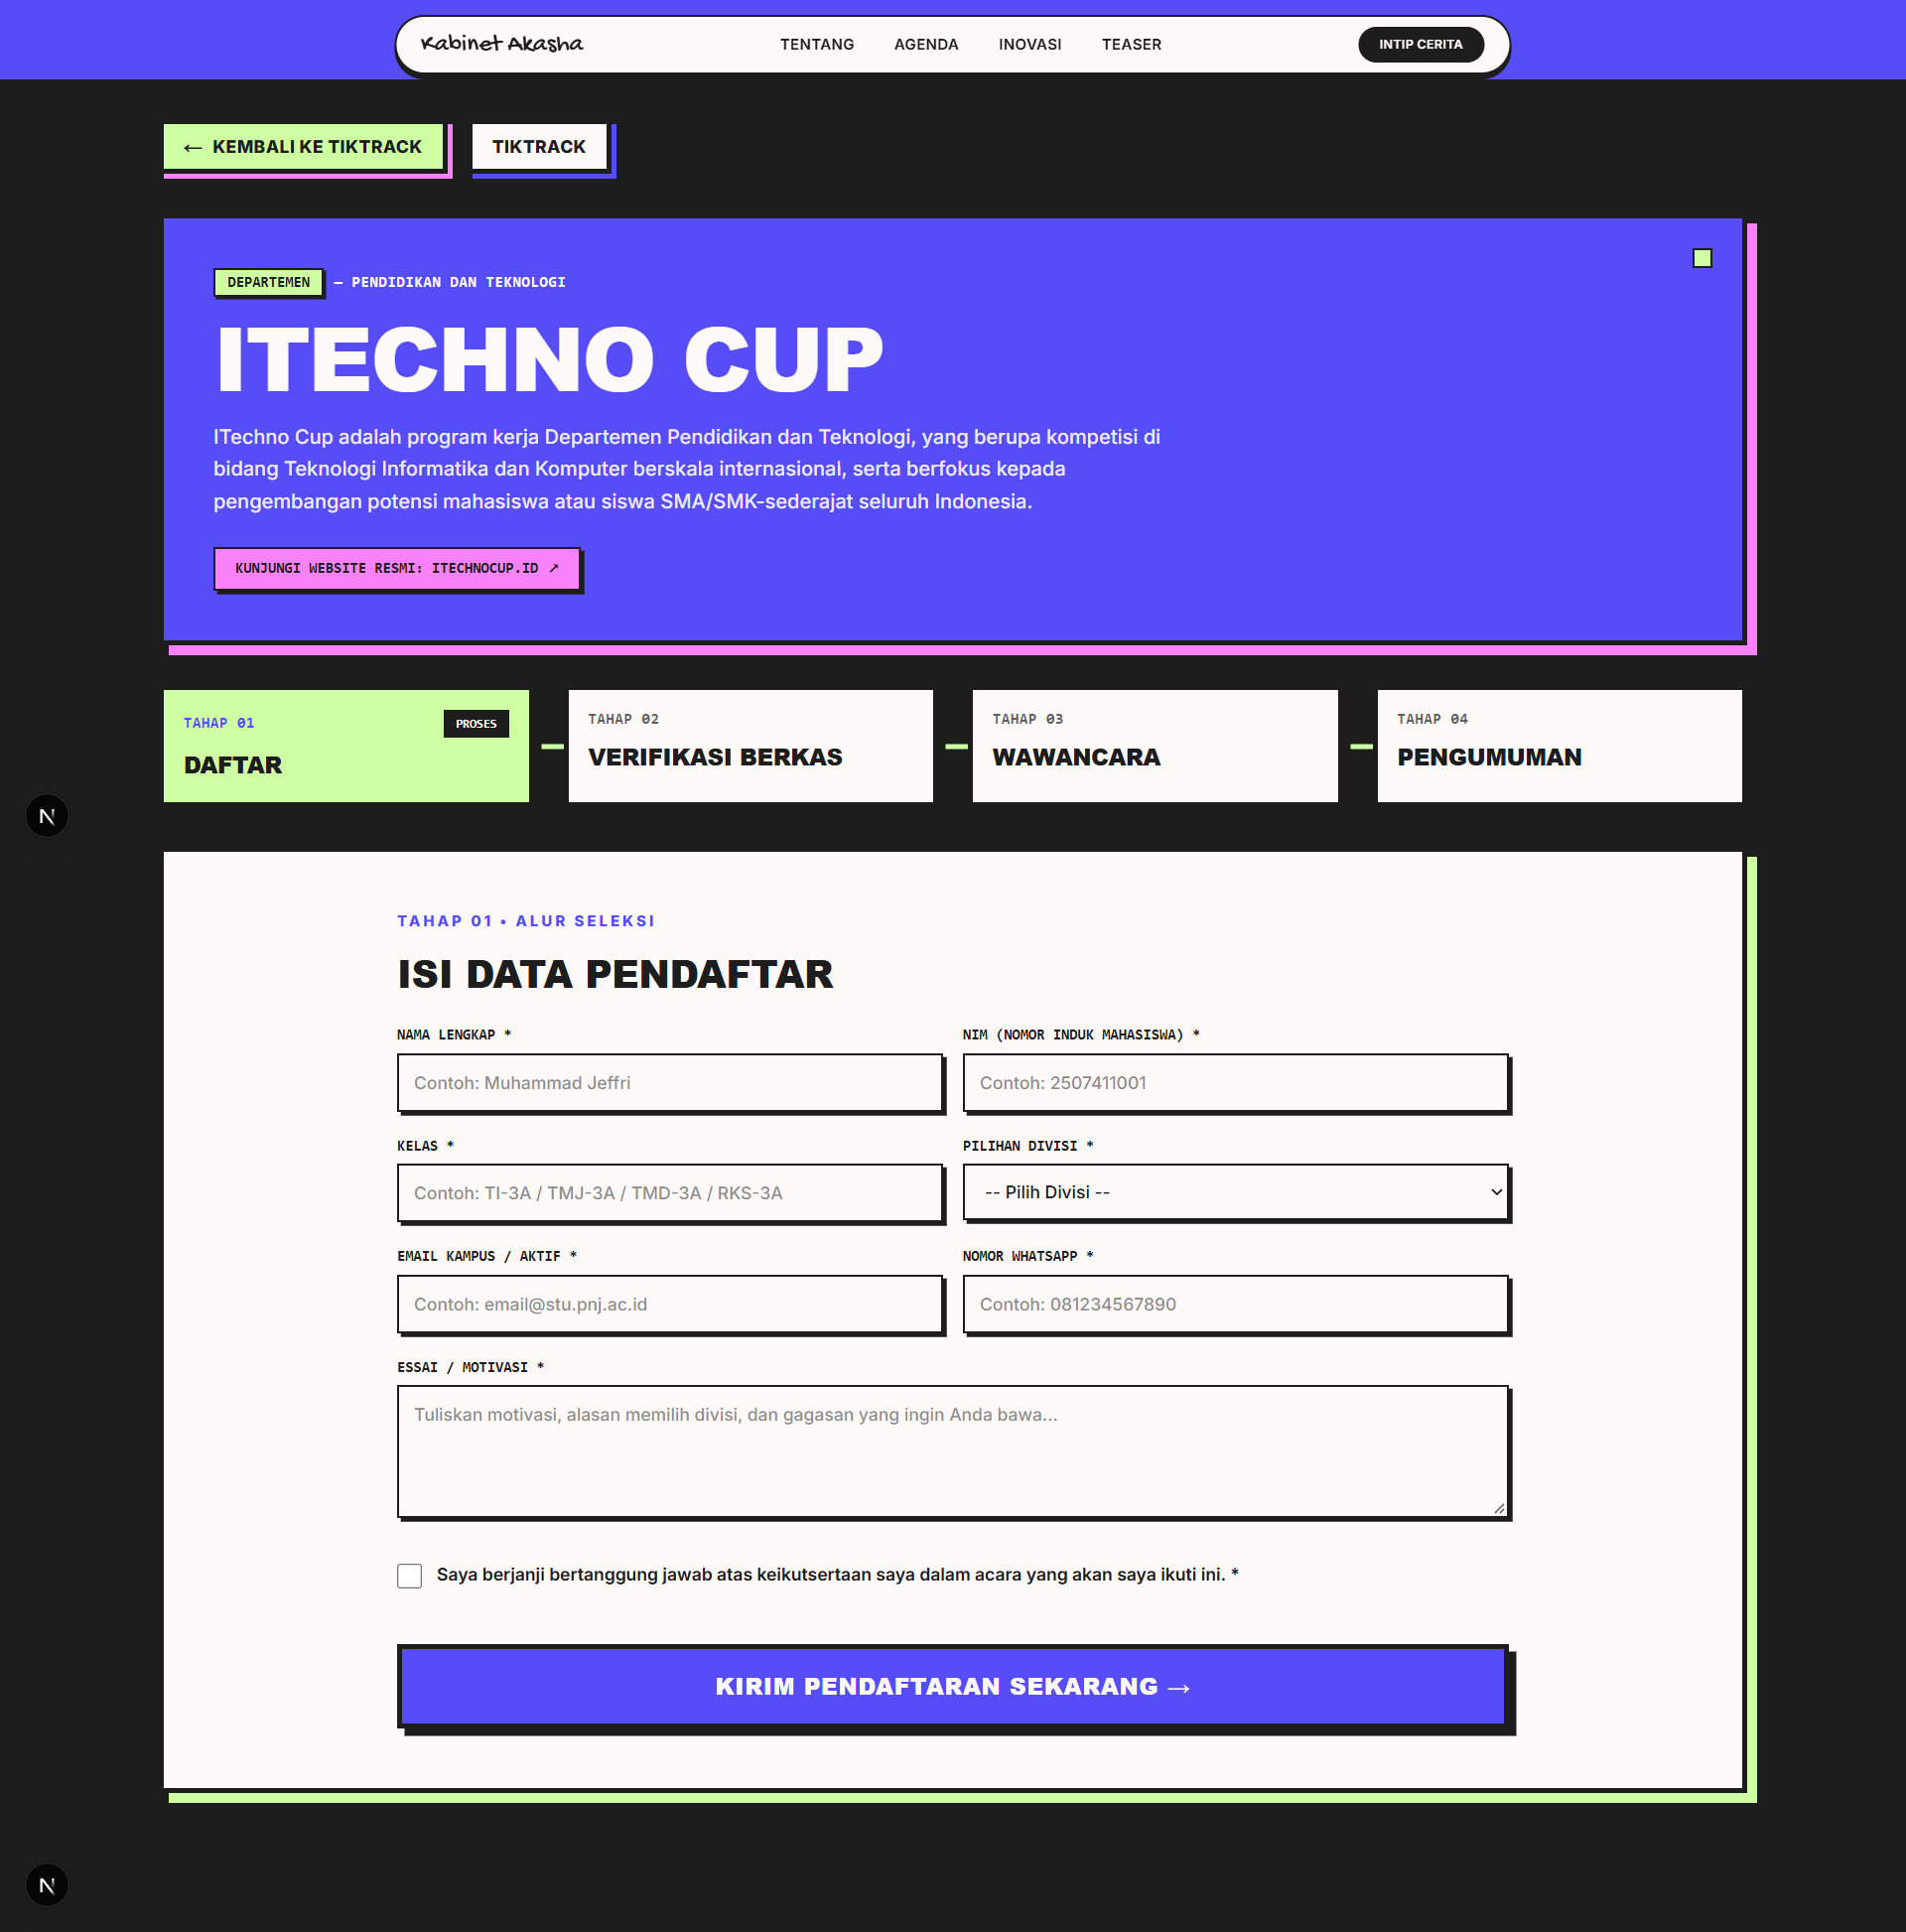 Kabinet Akasha
TENTANG
AGENDA
INOVASI
TEASER
INTIP CERITA
← KEMBALI KE TIKTRACK
TIKTRACK
DEPARTEMEN — PENDIDIKAN DAN TEKNOLOGI
ITECHNO CUP
ITechno Cup adalah program kerja Departemen Pendidikan dan Teknologi, yang berupa kompetisi di
bidang Teknologi Informatika dan Komputer berskala internasional, serta berfokus kepada
pengembangan potensi mahasiswa atau siswa SMA/SMK-sederajat seluruh Indonesia.
KUNJUNGI WEBSITE RESMI: ITECHNOCUP.ID ↗
TAHAP 01
PROSES
DAFTAR
TAHAP 02
VERIFIKASI BERKAS
TAHAP 03
WAWANCARA
TAHAP 04
PENGUMUMAN
N
TAHAP 01 • ALUR SELEKSI
ISI DATA PENDAFTAR
NAMA LENGKAP *
Contoh: Muhammad Jeffri
NIM (NOMOR INDUK MAHASISWA) *
Contoh: 2507411001
KELAS *
Contoh: TI-3A / TMJ-3A / TMD-3A / RKS-3A
PILIHAN DIVISI *
-- Pilih Divisi --
EMAIL KAMPUS / AKTIF *
Contoh: email@stu.pnj.ac.id
NOMOR WHATSAPP *
Contoh: 081234567890
ESSAI / MOTIVASI *
Tuliskan motivasi, alasan memilih divisi, dan gagasan yang ingin Anda bawa...
Saya berjanji bertanggung jawab atas keikutsertaan saya dalam acara yang akan saya ikuti ini. *
KIRIM PENDAFTARAN SEKARANG →
N